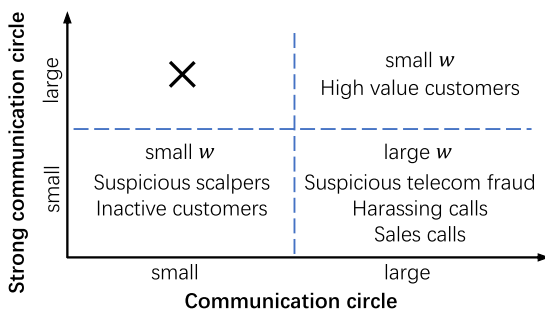 Strong communication circle
large
small
small w
High value customers
small w
Suspicious scalpers
Inactive customers
large w
Suspicious telecom fraud
Harassing calls
Sales calls
small
large
Communication circle